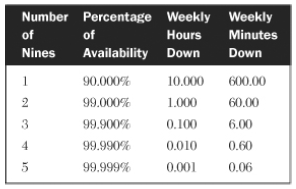 Number Percentage Weekly Weekly
of of Hours Minutes
Nines Availability Down Down
1 90.000% 10.000 600.00
2 99.000% 1.000 60.00
3 99.900% 0.100 6.00
4 99.990% 0.010 0.60
5 99.999% 0.001 0.06